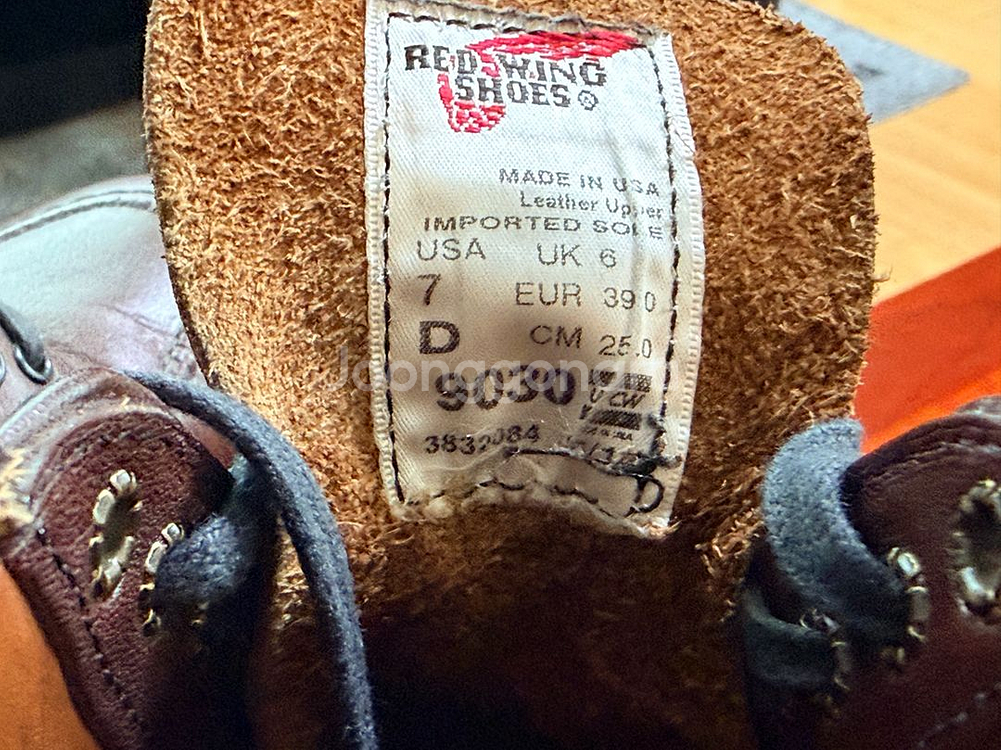 RED WING
SHOES ®
MADE IN USA
Leather Upper
IMPORTED SOLE
USA UK 6
7 EUR 39 0
D CM 25.0
Joonggonara
9030